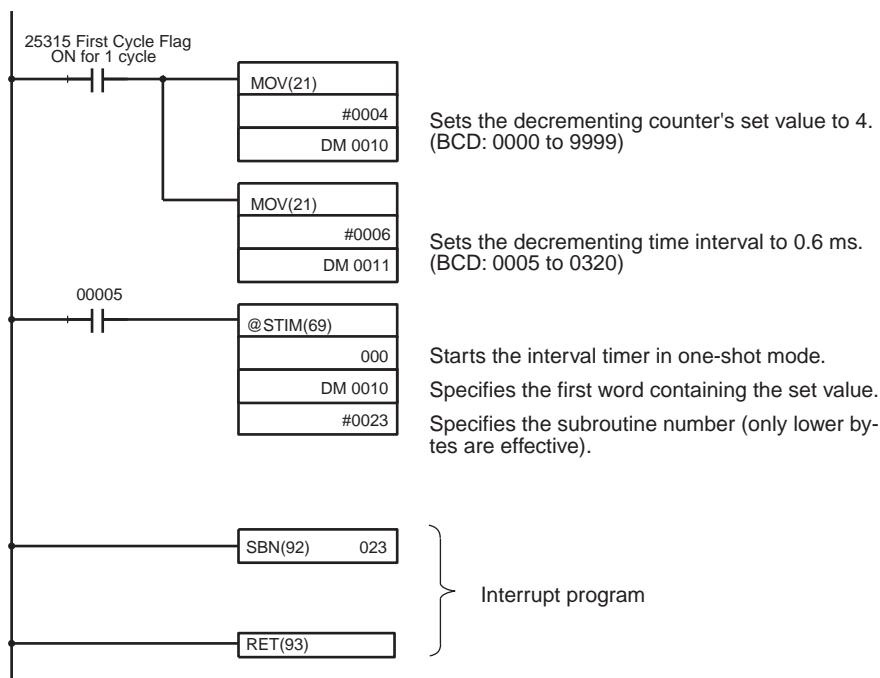 25315 First Cycle Flag
ON for 1 cycle
MOV(21)
#0004
DM 0010
Sets the decrementing counter's set value to 4.
(BCD: 0000 to 9999)
MOV(21)
#0006
DM 0011
Sets the decrementing time interval to 0.6 ms.
(BCD: 0005 to 0320)
00005
@STIM(69)
000
Starts the interval timer in one-shot mode.
DM 0010
Specifies the first word containing the set value.
#0023
Specifies the subroutine number (only lower by-
tes are effective).
SBN(92) 023
Interrupt program
RET(93)